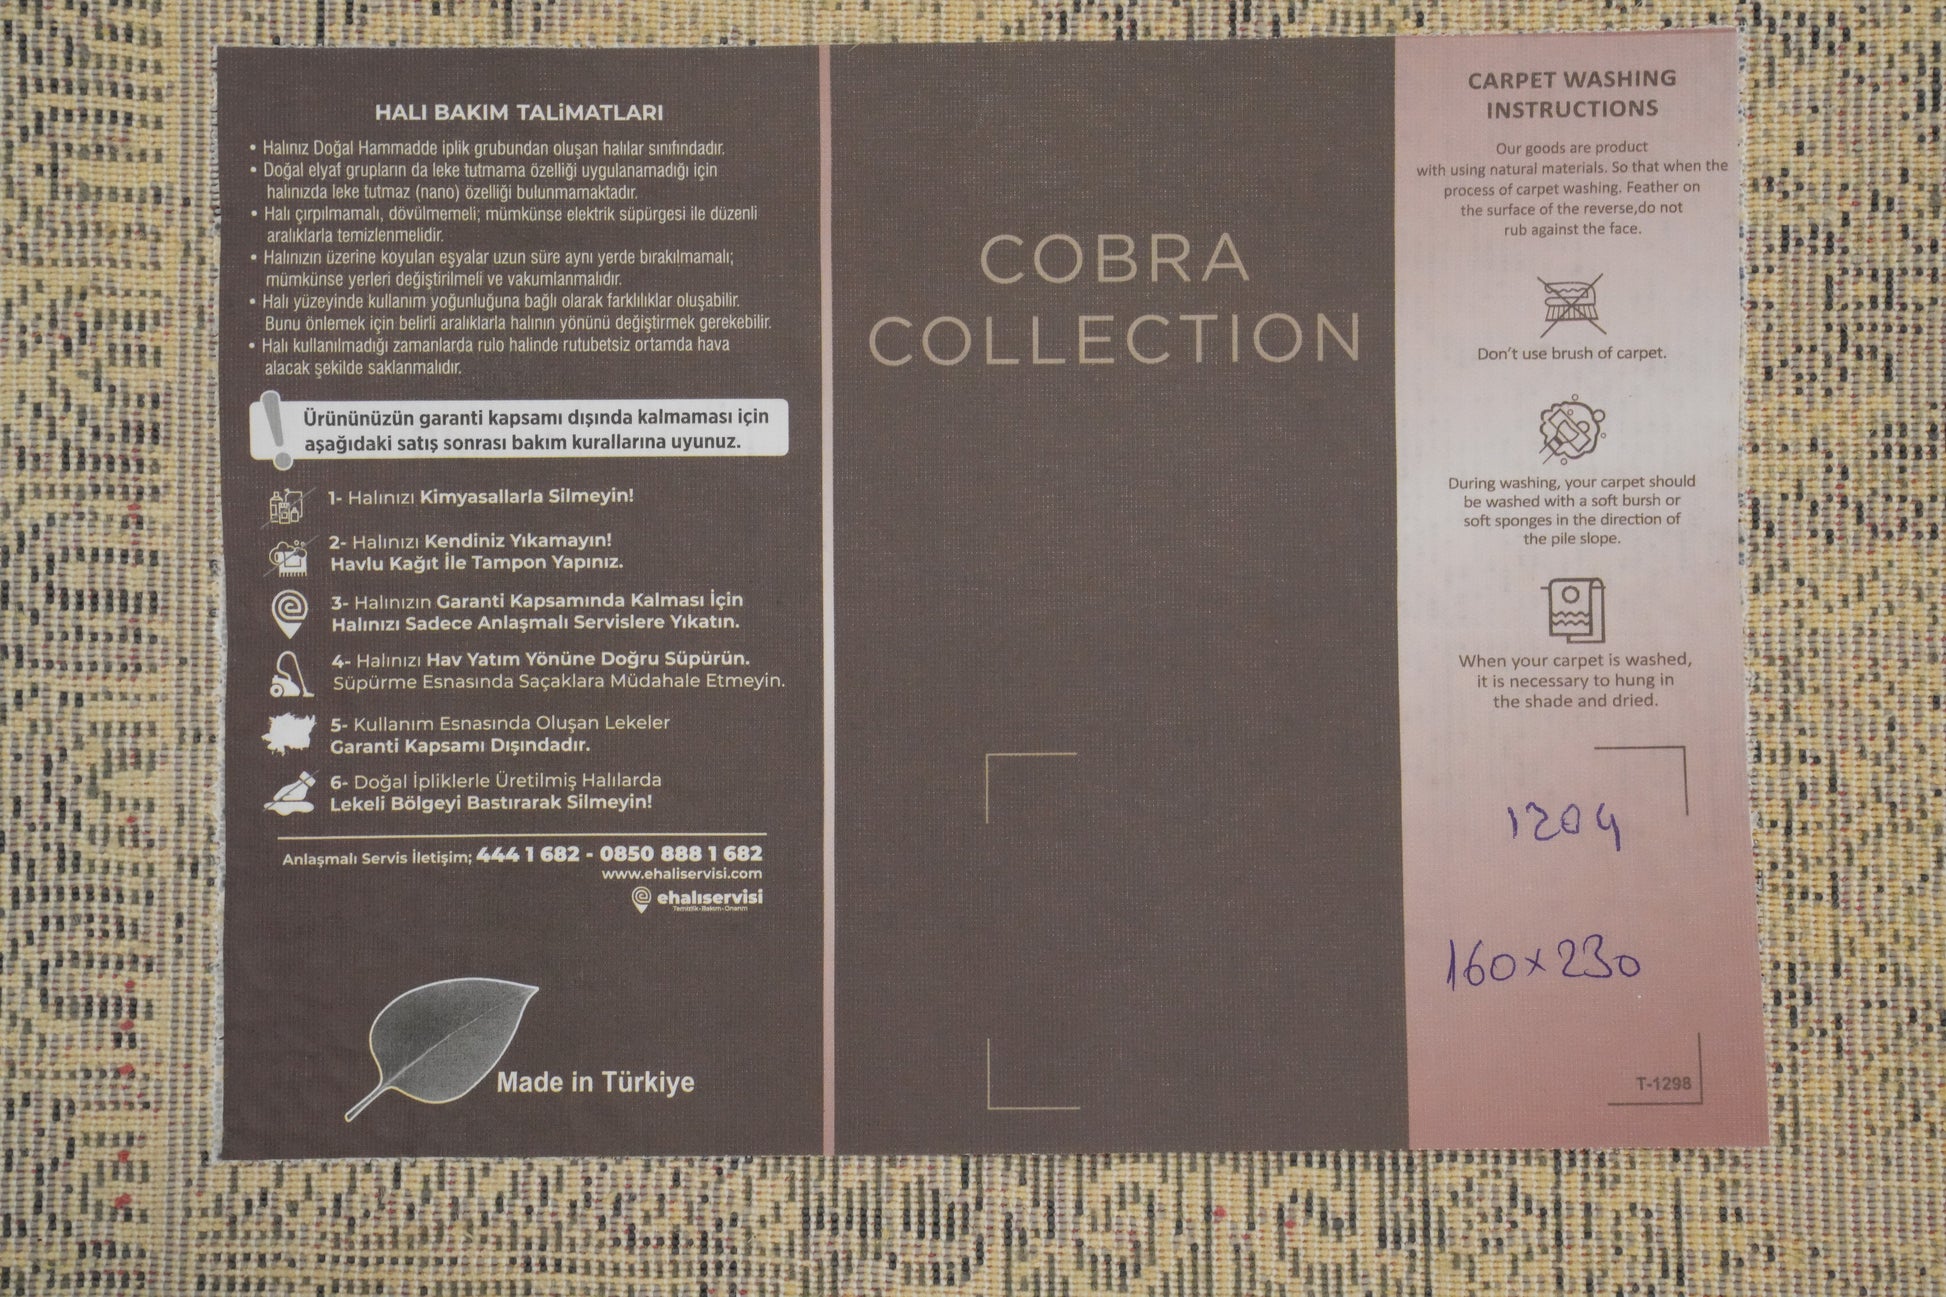 HALI BAKIM TALiMATLARI
• Halınız Doğal Hammadde iplik grubundan oluşan halılar sınıfındadır.
• Doğal elyaf grupların da leke tutmama özelliği uygulanamadığı için
halınızda leke tutmaz (nano) özelliği bulunmamaktadır.
• Halı çırpılmamalı, dövülmemeli; mümkünse elektrik süpürgesi ile düzenli
aralıklarla temizlenmelidir.
• Halınızın üzerine koyulan eşyalar uzun süre aynı yerde bırakılmamalı;
mümkünse yerleri değiştirilmeli ve vakumlanmalıdır.
• Halı yüzeyinde kullanım yoğunluğuna bağlı olarak farklılıklar oluşabilir.
Bunu önlemek için belirli aralıklarla halının yönünü değiştirmek gerekebilir.
• Halı kullanılmadığı zamanlarda rulo halinde rutubetsiz ortamda hava
alacak şekilde saklanmalıdır.
Ürününüzün garanti kapsamı dışında kalmaması için
aşağıdaki satış sonrası bakım kurallarına uyunuz.
1- Halınızı Kimyasallarla Silmeyin!
2- Halınızı Kendiniz Yıkamayın!
Havlu Kağıt İle Tampon Yapınız.
3- Halınızın Garanti Kapsamında Kalması İçin
Halınızı Sadece Anlaşmalı Servislere Yıkatın.
4- Halınızı Hav Yatım Yönüne Doğru Süpürün.
Süpürme Esnasında Saçaklara Müdahale Etmeyin.
5- Kullanım Esnasında Oluşan Lekeler
Garanti Kapsamı Dışındadır.
6- Doğal İpliklerle Üretilmiş Halılarda
Lekeli Bölgeyi Bastırarak Silmeyin!
Anlaşmalı Servis İletişim; 444 1 682 - 0850 888 1 682
www.ehaliservisi.com
ehalıservisi
Temizlik-Bakım-Onarım
Made in Türkiye
COBRA
COLLECTION
CARPET WASHING
INSTRUCTIONS
Our goods are product
with using natural materials. So that when the
process of carpet washing. Feather on
the surface of the reverse,do not
rub against the face.
Don't use brush of carpet.
During washing, your carpet should
be washed with a soft bursh or
soft sponges in the direction of
the pile slope.
When your carpet is washed,
it is necessary to hung in
the shade and dried.
1204
160x230
T-1298